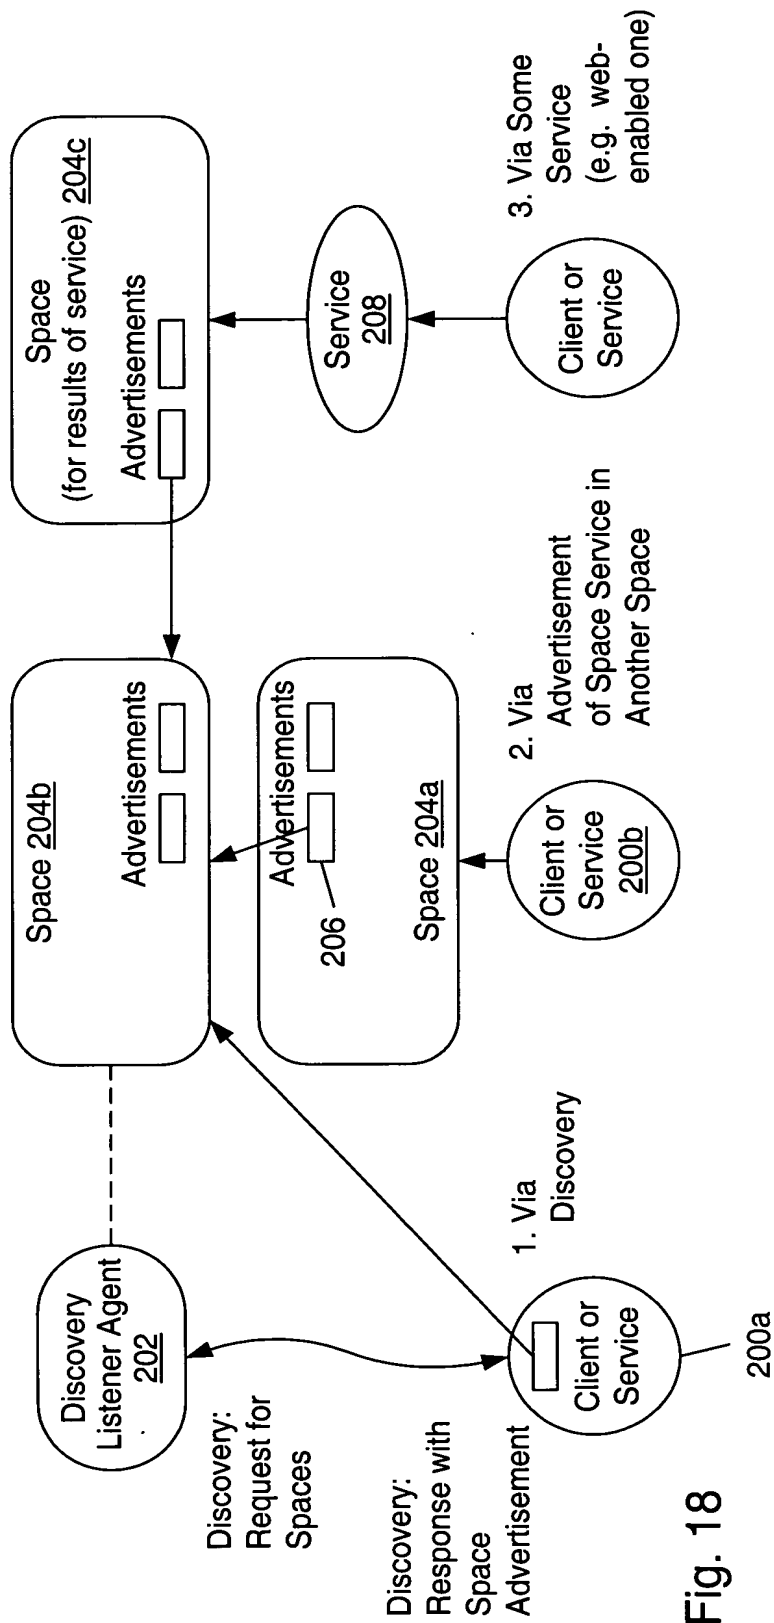 Discovery
Listener Agent
202
Space 204b
Advertisements
Space
(for results of service) 204c
Advertisements
Discovery:
Request for
Spaces
Discovery:
Response with
Space
Advertisement
206
Advertisements
Space 204a
Service
208
Client or
Service
200a
1. Via
Discovery
Client or
Service
200b
2. Via
Advertisement
of Space Service in
Another Space
Client or
Service
3. Via Some
Service
(e.g. web-
enabled one)
Fig. 18